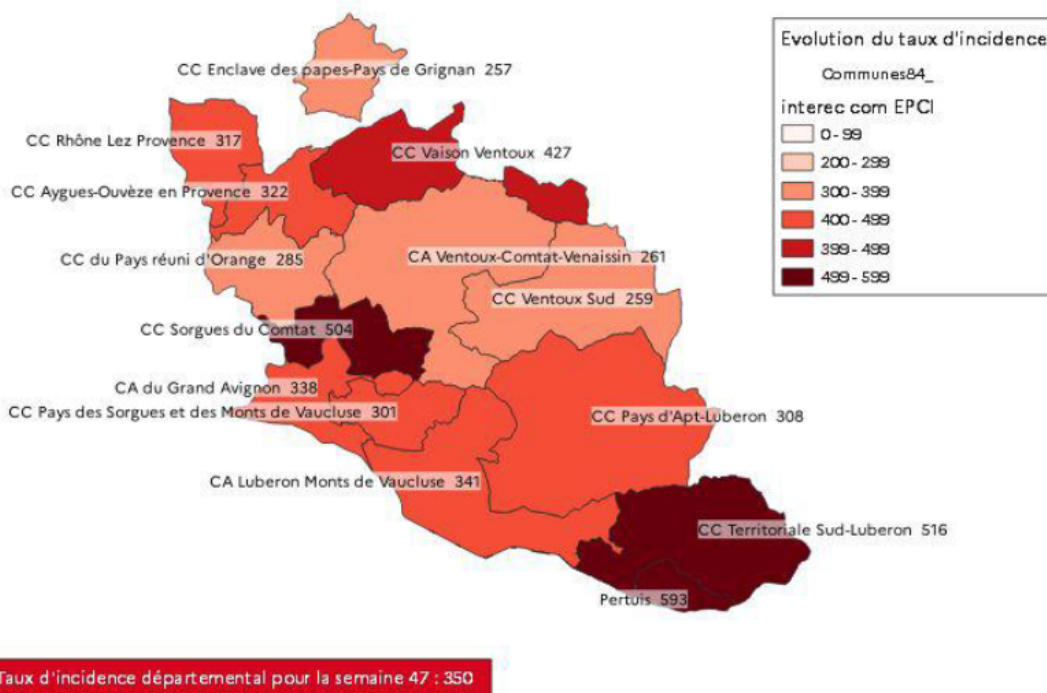 Evolution du taux d'incidence
Communes84_
interec com EPCI
0-99
200-299
300-399
400-499
399-499
499-599
CC Enclave des papes-Pays de Grignan 257
CC Rhône Lez Provence 317
CC Vaison Ventoux 427
CC Aygues-Ouvèze en Provence 322
CC du Pays réuni d'Orange 285
CA Ventoux-Comtat-Venaissin 261
CC Ventoux Sud 259
CC Sorgues du Comtat 504
CA du Grand Avignon 338
CC Pays des Sorgues et des Monts de Vaucluse 301
CC Pays d'Apt-Luberon 308
CA Luberon Monts de Vaucluse 341
CC Territoriale Sud-Luberon 516
Pertuis 593
Taux d'incidence départemental pour la semaine 47 : 350